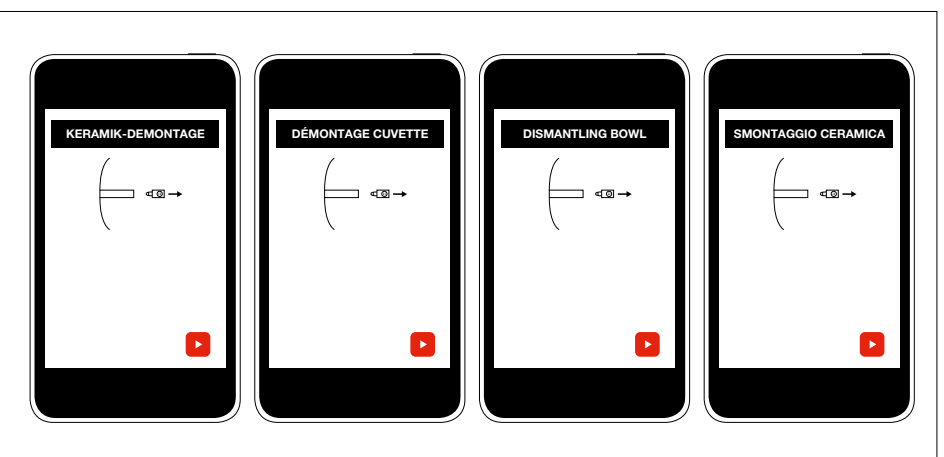 KERAMIK-DEMONTAGE
DÉMONTAGE CUVETTE
DISMANTLING BOWL
SMONTAGGIO CERAMICA